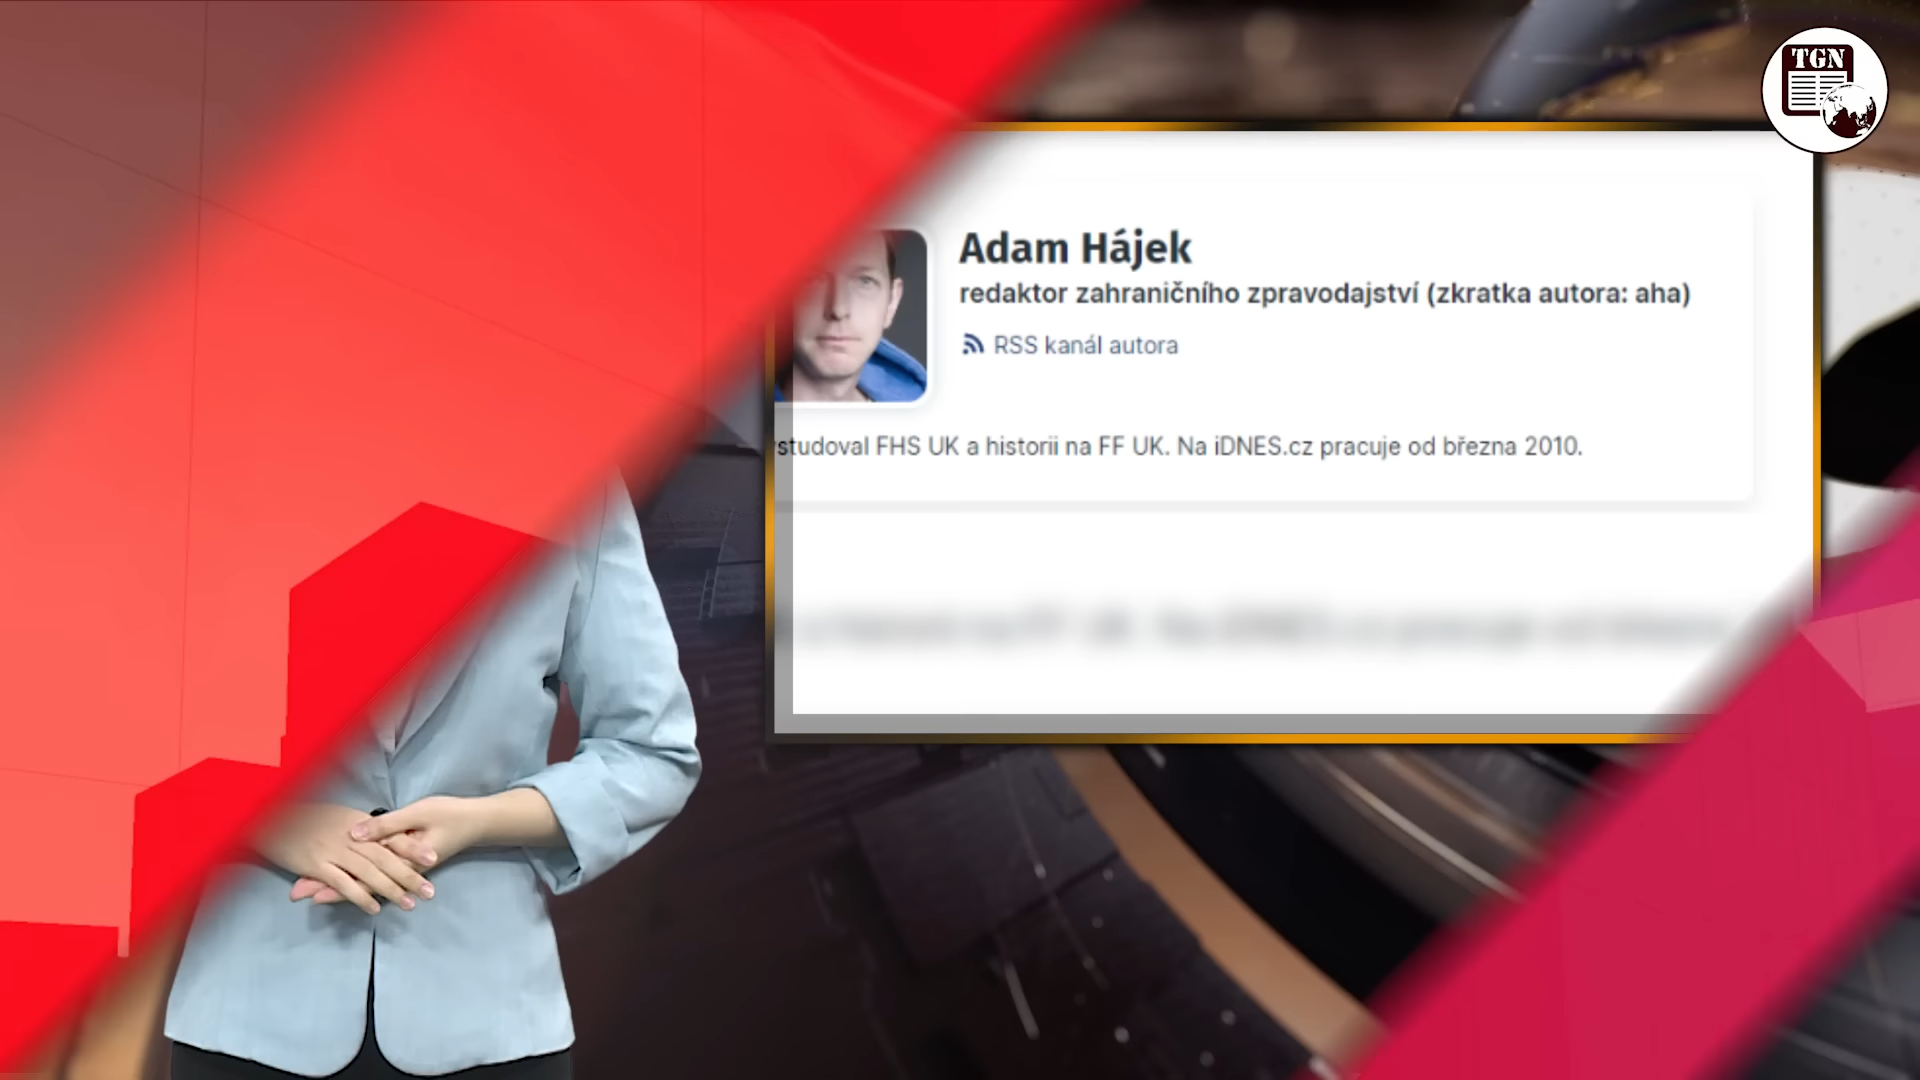 TGN
Adam Hájek
redaktor zahraničního zpravodajství (zkratka autora: aha)
RSS kanál autora
studoval FHS UK a historii na FF UK. Na iDNES.cz pracuje od března 2010.